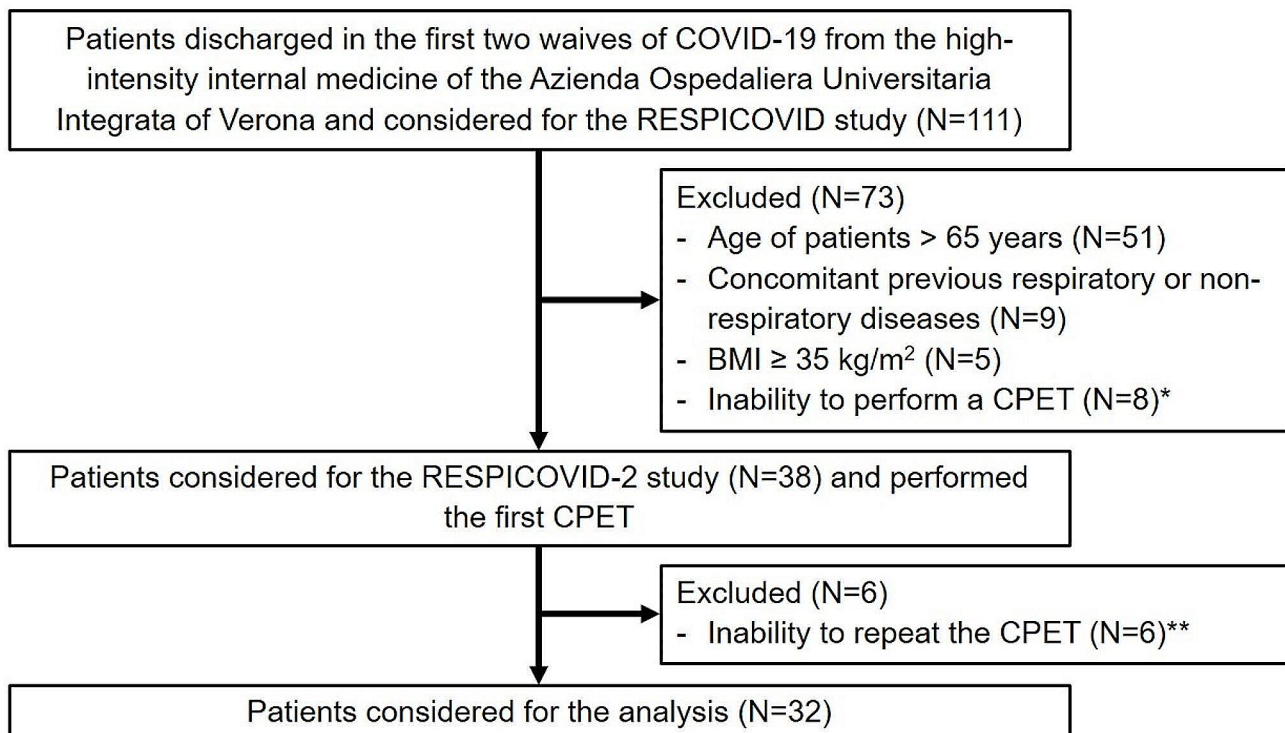 Patients discharged in the first two waives of COVID-19 from the high-
intensity internal medicine of the Azienda Ospedaliera Universitaria
Integrata of Verona and considered for the RESPICOVID study (N=111)
Excluded (N=73)
- Age of patients > 65 years (N=51)
- Concomitant previous respiratory or non-
respiratory diseases (N=9)
- BMI ≥ 35 kg/m² (N=5)
- Inability to perform a CPET (N=8)*
Patients considered for the RESPICOVID-2 study (N=38) and performed
the first CPET
Excluded (N=6)
- Inability to repeat the CPET (N=6)**
Patients considered for the analysis (N=32)